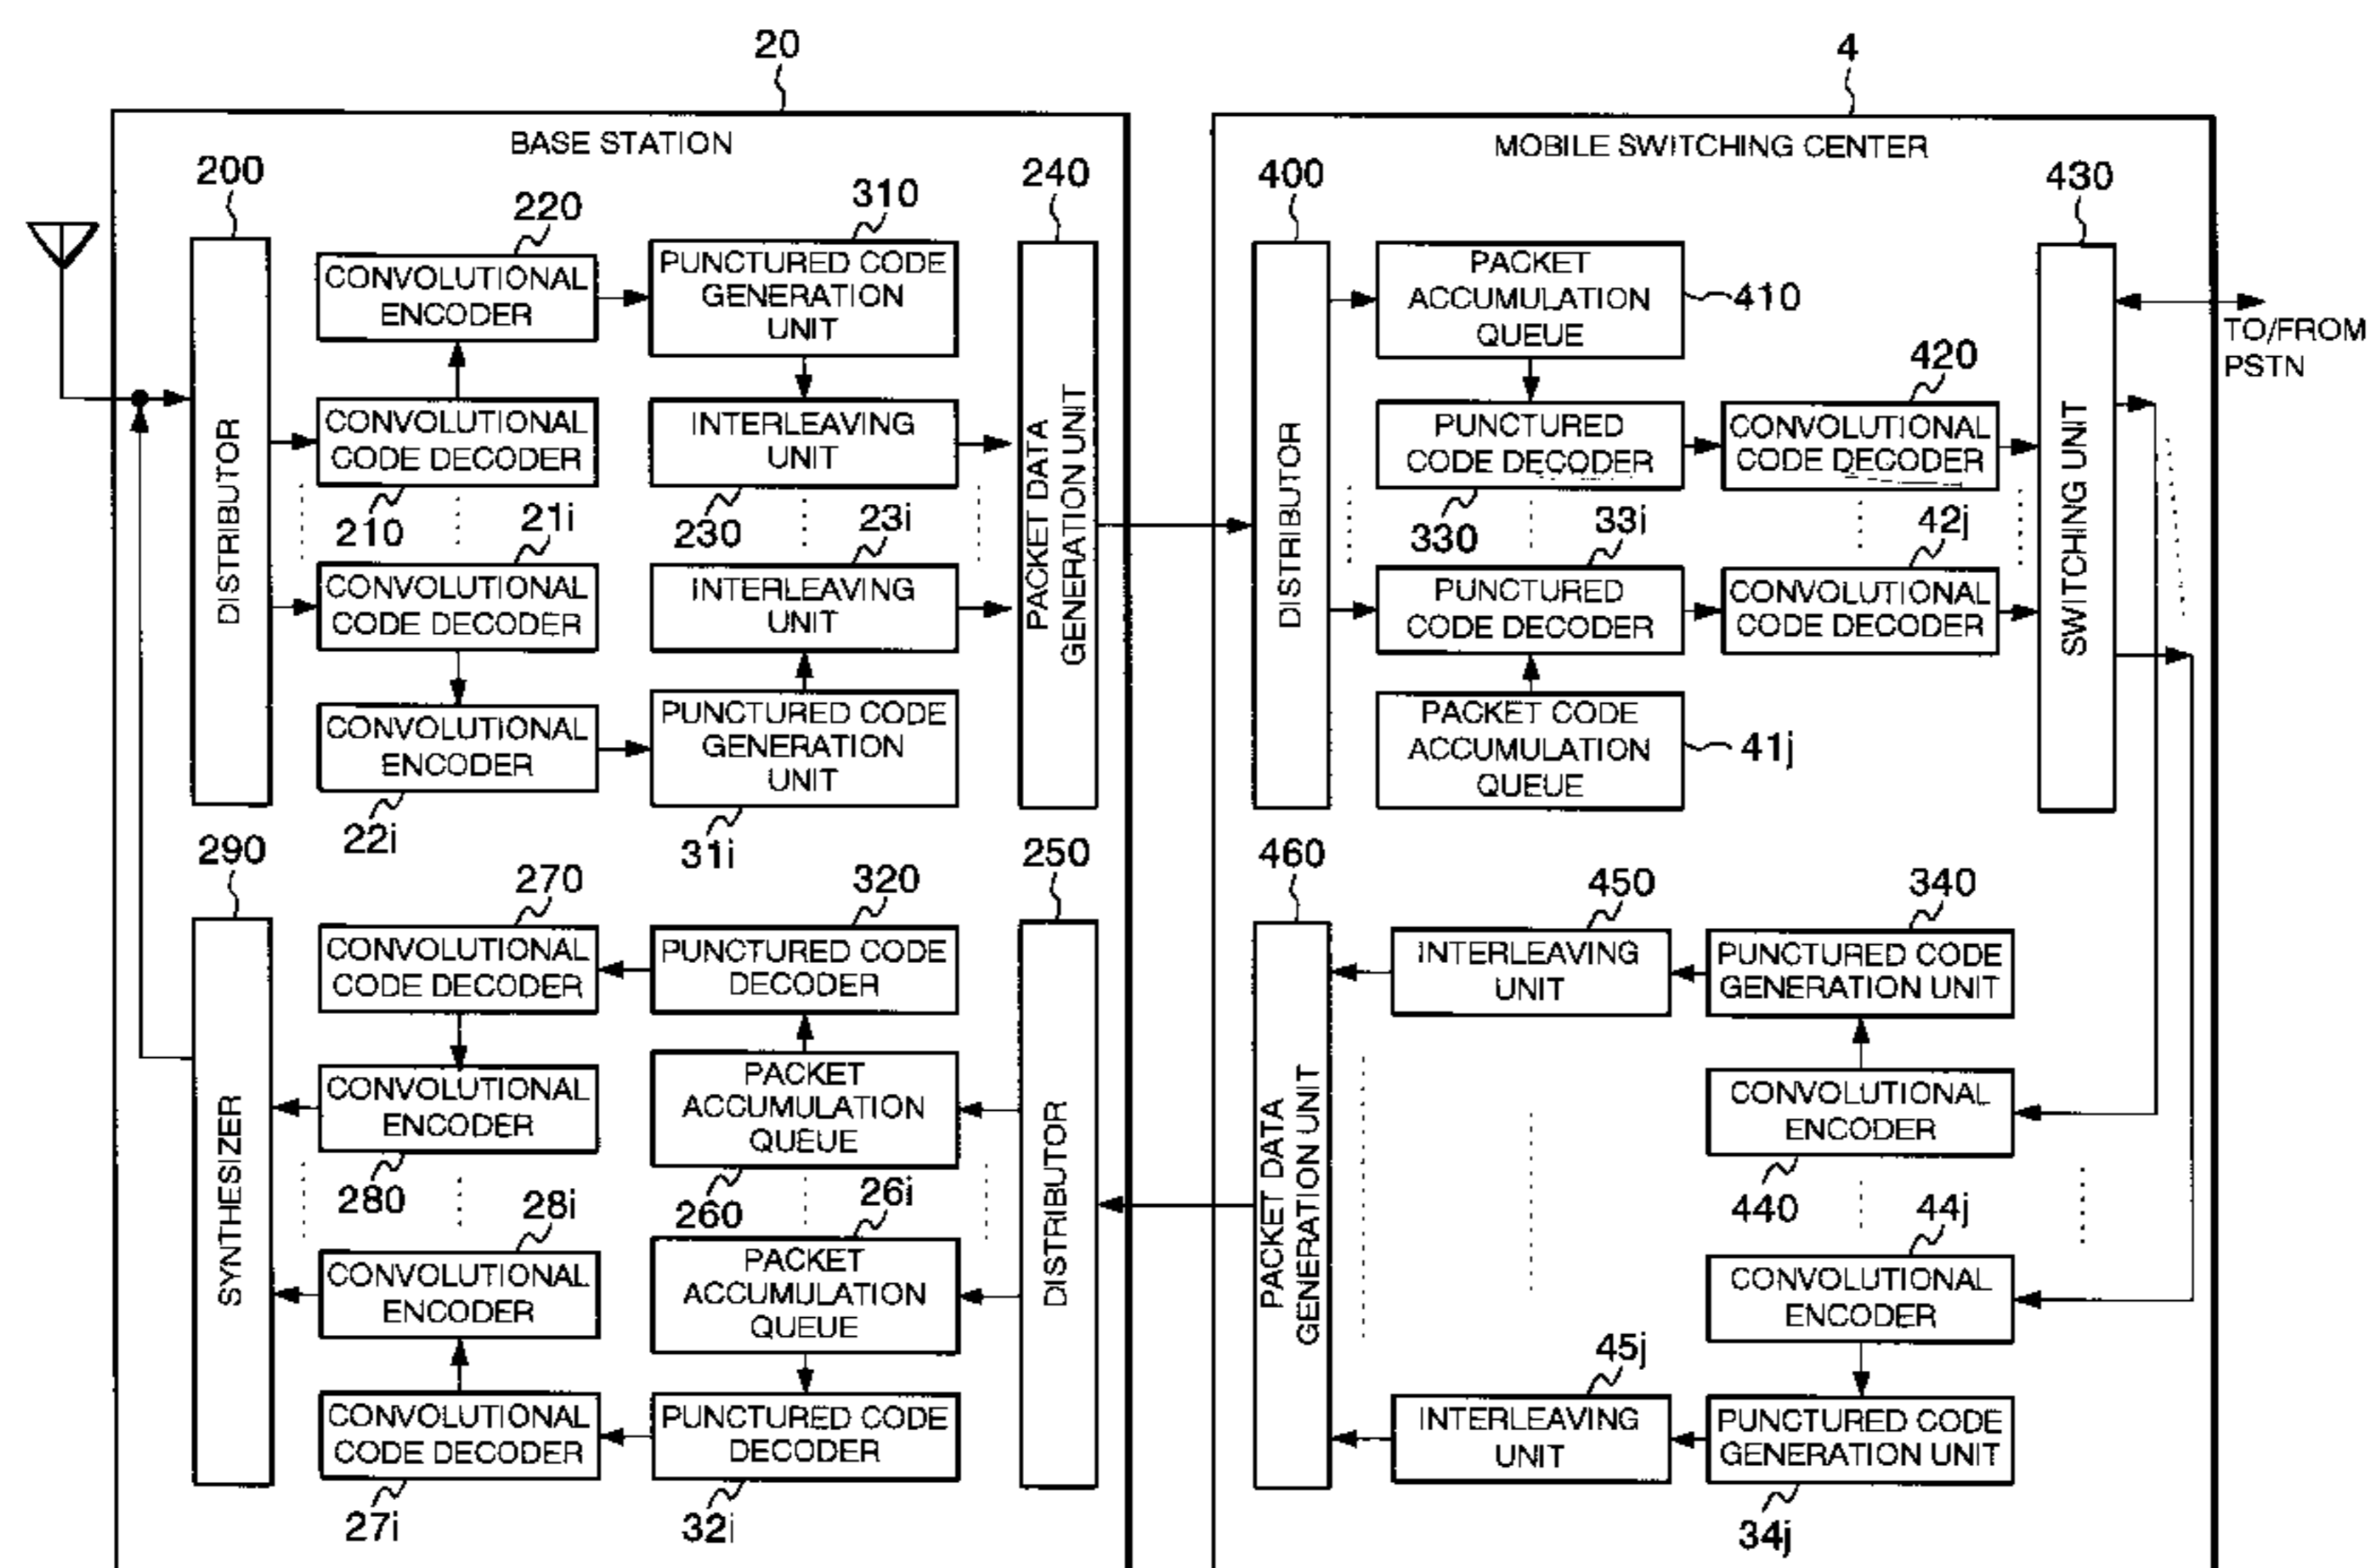 20
4
BASE STATION
MOBILE SWITCHING CENTER
200
220
310
240
400
430
DISTRIBUTOR
CONVOLUTIONAL
ENCODER
PUNCTURED CODE
GENERATION
UNIT
PACKET DATA
GENERATION UNIT
CONVOLUTIONAL
CODE DECODER
INTERLEAVING
UNIT
210
21i
230
23i
CONVOLUTIONAL
CODE DECODER
INTERLEAVING
UNIT
CONVOLUTIONAL
ENCODER
PUNCTURED CODE
GENERATION
UNIT
22i
31i
DISTRIBUTOR
PACKET
ACCUMULATION
QUEUE
410
TO/FROM
PSTN
420
PUNCTURED
CODE DECODER
CONVOLUTIONAL
CODE DECODER
SWITCHING UNIT
330
33i
42j
PUNCTURED
CODE DECODER
CONVOLUTIONAL
CODE DECODER
PACKET CODE
ACCUMULATION
QUEUE
41j
290
270
320
250
460
450
340
SYNTHESIZER
CONVOLUTIONAL
CODE DECODER
PUNCTURED CODE
DECODER
DISTRIBUTOR
CONVOLUTIONAL
ENCODER
PACKET
ACCUMULATION
QUEUE
280
28i
260
26i
CONVOLUTIONAL
ENCODER
PACKET
ACCUMULATION
QUEUE
CONVOLUTIONAL
CODE DECODER
PUNCTURED CODE
DECODER
27i
32i
PACKET DATA
GENERATION UNIT
INTERLEAVING
UNIT
PUNCTURED CODE
GENERATION UNIT
CONVOLUTIONAL
ENCODER
440
44j
CONVOLUTIONAL
ENCODER
45j
INTERLEAVING
UNIT
PUNCTURED CODE
GENERATION UNIT
34j